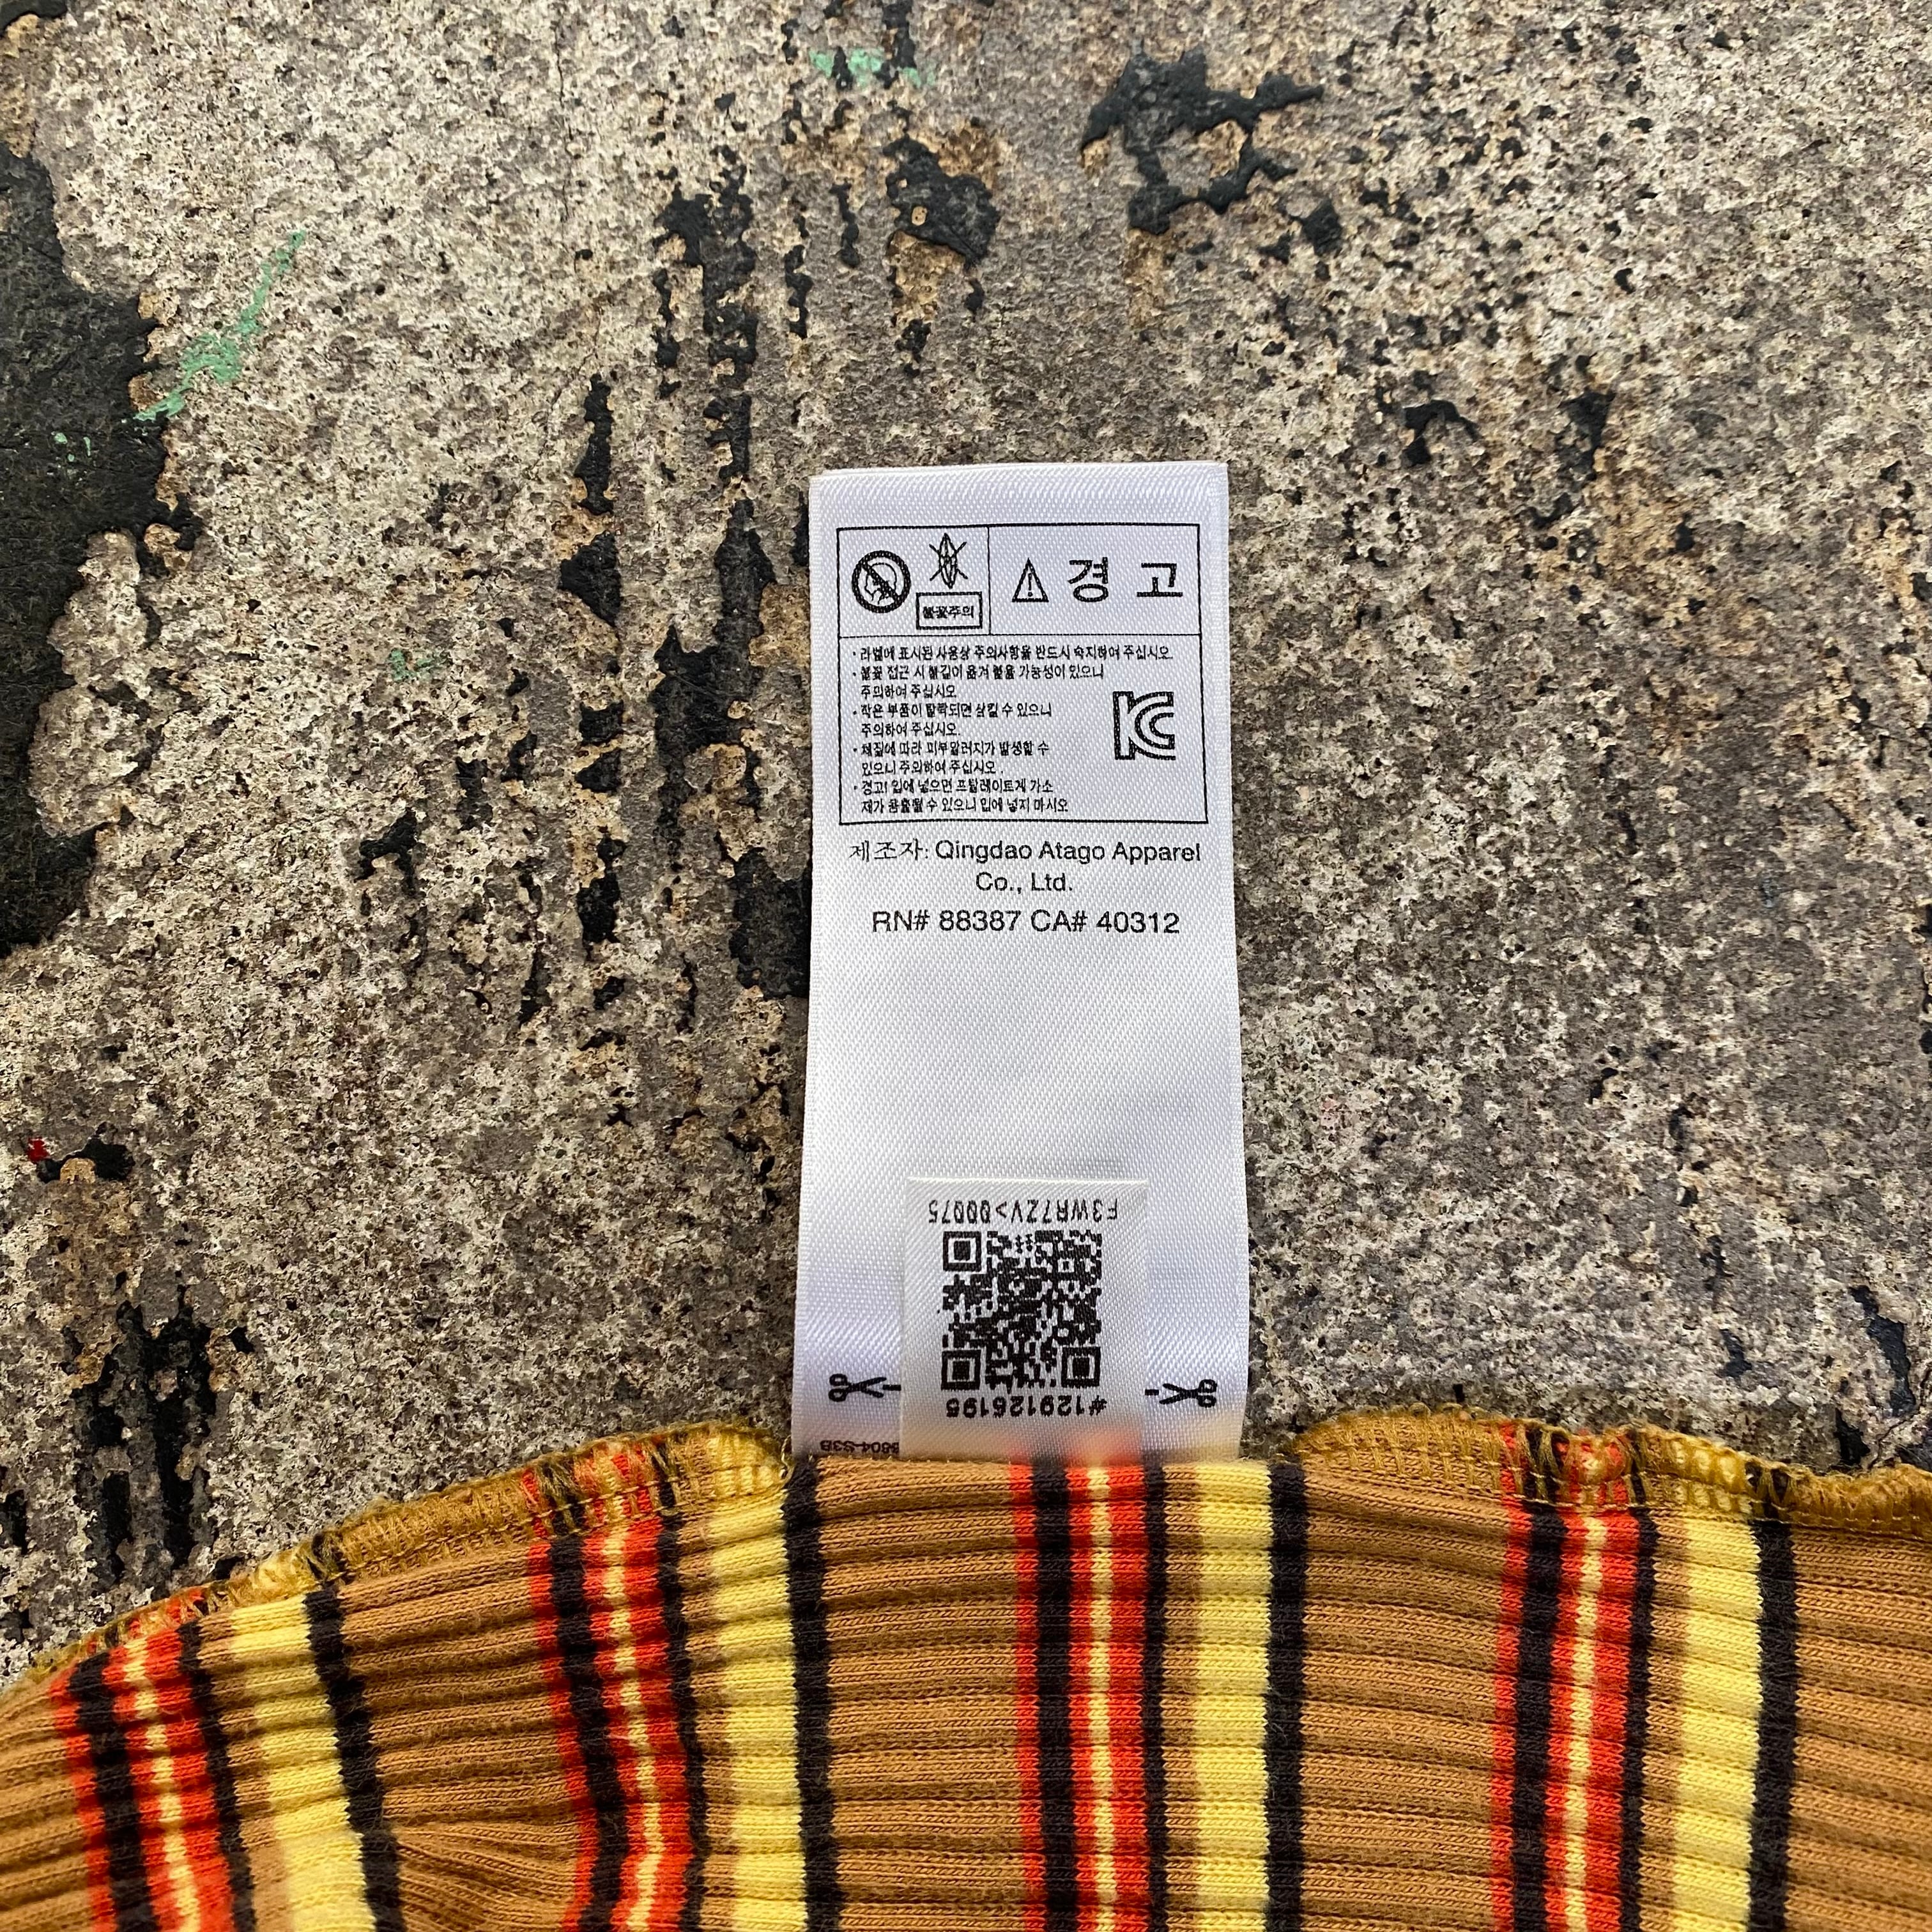 불꽃주의
경 고
· 라벨에 표시된 사용상 주의사항을 반드시 숙지하여 주십시오.
· 불꽃 접근 시 불길이 옮겨 붙을 가능성이 있으니
주의하여 주십시오
· 작은 부품이 탈락되면 삼킬 수 있으니
주의하여 주십시오.
· 체질에 따라 피부알러지가 발생할 수
있으니 주의하여 주십시오.
· 경고! 입에 넣으면 프탈레이트계 가소
제가 용출될 수 있으니 입에 넣지 마시오
제조자: Qingdao Atago Apparel
Co., Ltd.
RN# 88387 CA# 40312
F3WR7ZV>00075
#129126195